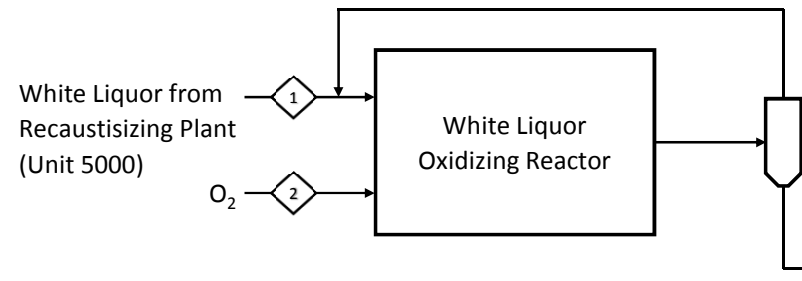 White Liquor from
Recaustisizing Plant
(Unit 5000)
1
O2
2
White Liquor
Oxidizing Reactor